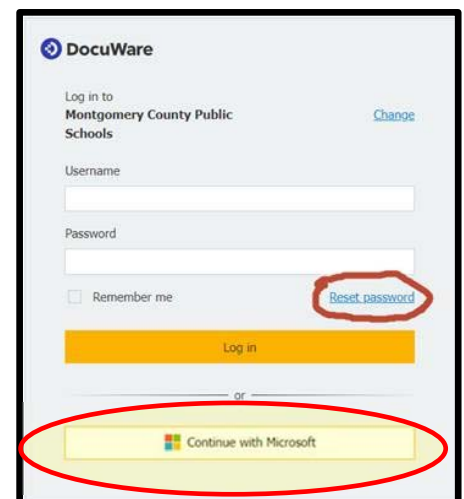 DocuWare
Log in to
Montgomery County Public Change
Schools
Username
Password
Remember me Reset password
Log in
or
Continue with Microsoft